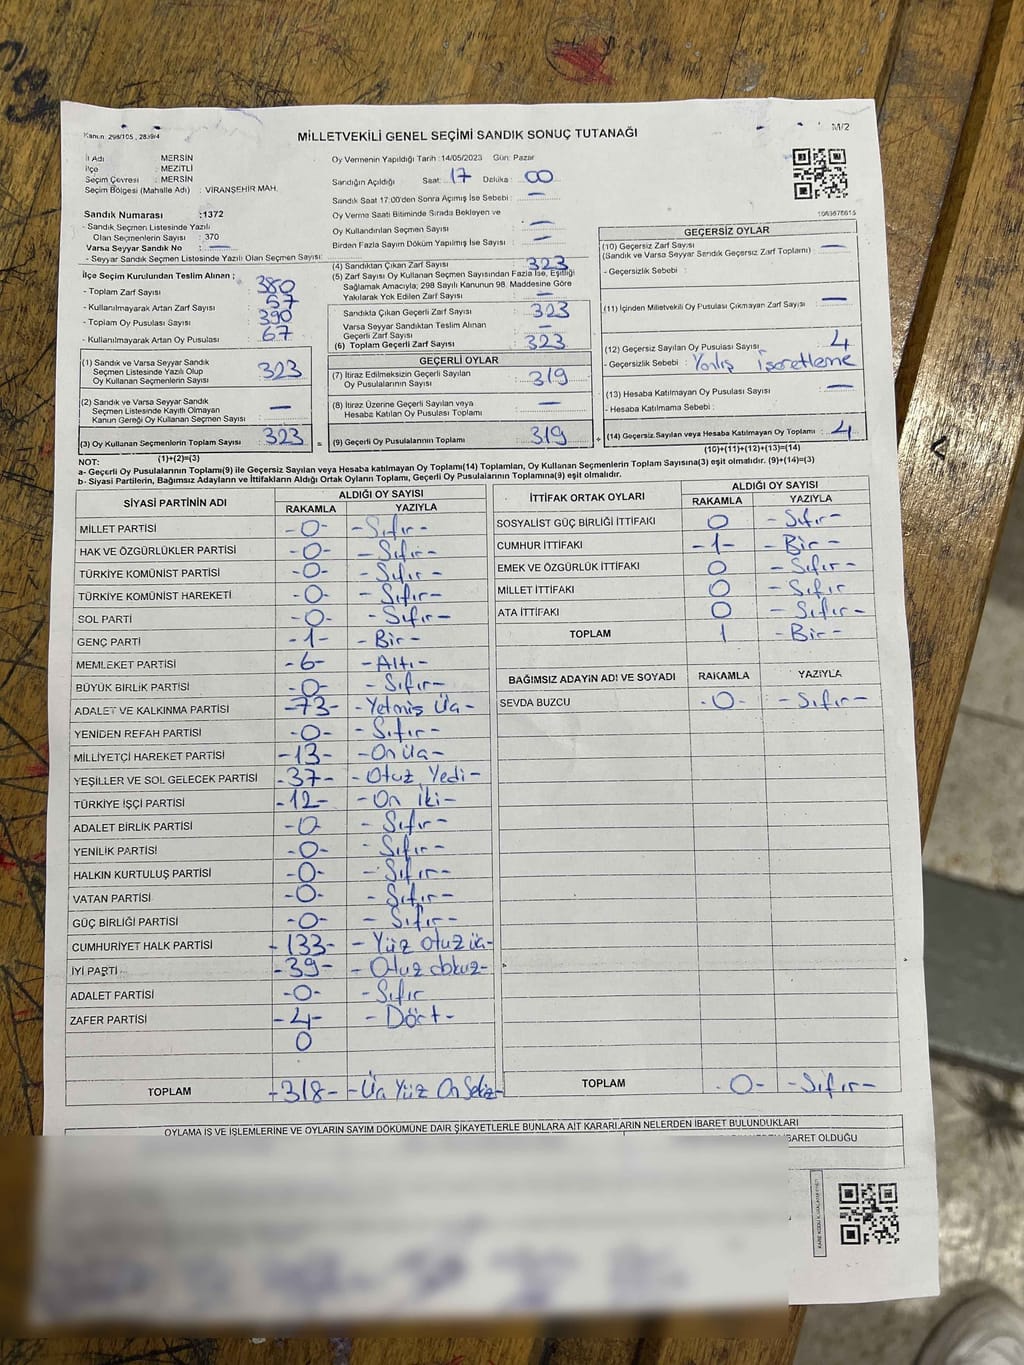 Kanun: 298/105, 2839/4
MİLLETVEKİLİ GENEL SEÇİMİ SANDIK SONUÇ TUTANAĞI
M/2
İl Adı : MERSİN
İlçe : MEZİTLİ
Seçim Çevresi : MERSİN
Seçim Bölgesi (Mahalle Adı) : VİRANŞEHİR MAH.
Sandık Numarası :1372
- Sandık Seçmen Listesinde Yazılı
Olan Seçmenlerin Sayısı : 370
Varsa Seyyar Sandık No : —
- Seyyar Sandık Seçmen Listesinde Yazılı Olan Seçmen Sayısı:
Oy Vermenin Yapıldığı Tarih : 14/05/2023 Gün: Pazar
Sandığın Açıldığı Saat: 17 Dakika : 00
Sandık Saat 17:00'den Sonra Açılmış İse Sebebi : —
Oy Verme Saati Bitiminde Sırada Bekleyen ve
Oy Kullandırılan Seçmen Sayısı : —
Birden Fazla Sayım Döküm Yapılmış İse Sayısı : —
İlçe Seçim Kurulundan Teslim Alınan ;
- Toplam Zarf Sayısı : 380
- Kullanılmayarak Artan Zarf Sayısı : 57
- Toplam Oy Pusulası Sayısı : 390
- Kullanılmayarak Artan Oy Pusulası : 67
(1) Sandık ve Varsa Seyyar Sandık
Seçmen Listesinde Yazılı Olup
Oy Kullanan Seçmenlerin Sayısı : 323
(2) Sandık ve Varsa Seyyar Sandık
Seçmen Listesinde Kayıtlı Olmayan
Kanun Gereği Oy Kullanan Seçmen Sayısı : —
(3) Oy Kullanan Seçmenlerin Toplam Sayısı : 323
(1)+(2)=(3)
(4) Sandıktan Çıkan Zarf Sayısı : 323
(5) Zarf Sayısı Oy Kullanan Seçmen Sayısından Fazla İse, Eşitliği
Sağlamak Amacıyla; 298 Sayılı Kanunun 98. Maddesine Göre
Yakılarak Yok Edilen Zarf Sayısı : —
Sandıkta Çıkan Geçerli Zarf Sayısı : 323
Varsa Seyyar Sandıktan Teslim Alınan
Geçerli Zarf Sayısı : —
(6) Toplam Geçerli Zarf Sayısı : 323
GEÇERLİ OYLAR
(7) İtiraz Edilmeksizin Geçerli Sayılan
Oy Pusulalarının Sayısı : 319
(8) İtiraz Üzerine Geçerli Sayılan veya
Hesaba Katılan Oy Pusulası Toplamı : —
= (9) Geçerli Oy Pusulalarının Toplamı : 319
GEÇERSİZ OYLAR
(10) Geçersiz Zarf Sayısı : —
(Sandık ve Varsa Seyyar Sandık Geçersiz Zarf Toplamı)
- Geçersizlik Sebebi :
(11) İçinden Milletvekili Oy Pusulası Çıkmayan Zarf Sayısı : —
(12) Geçersiz Sayılan Oy Pusulası Sayısı : 4
- Geçersizlik Sebebi : Yanlış işaretleme
(13) Hesaba Katılmayan Oy Pusulası Sayısı : —
- Hesaba Katılmama Sebebi :
+ (14) Geçersiz Sayılan veya Hesaba Katılmayan Oy Toplamı : 4
(10)+(11)+(12)+(13)=(14)
NOT:
a- Geçerli Oy Pusulalarının Toplamı(9) ile Geçersiz Sayılan veya Hesaba katılmayan Oy Toplamı(14) Toplamları, Oy Kullanan Seçmenlerin Toplam Sayısına(3) eşit olmalıdır. (9)+(14)=(3)
b- Siyasi Partilerin, Bağımsız Adayların ve İttifakların Aldığı Ortak Oyların Toplamı, Geçerli Oy Pusulalarının Toplamına(9) eşit olmalıdır.
SİYASİ PARTİNİN ADI ALDIĞI OY SAYISI
RAKAMLA YAZIYLA
MİLLET PARTİSİ -0- -Sıfır-
HAK VE ÖZGÜRLÜKLER PARTİSİ -0- -Sıfır-
TÜRKİYE KOMÜNİST PARTİSİ -0- -Sıfır-
TÜRKİYE KOMÜNİST HAREKETİ -0- -Sıfır-
SOL PARTİ -0- -Sıfır-
GENÇ PARTİ -1- -Bir-
MEMLEKET PARTİSİ -6- -Altı-
BÜYÜK BİRLİK PARTİSİ -0- -Sıfır-
ADALET VE KALKINMA PARTİSİ -73- -Yetmiş Üç-
YENİDEN REFAH PARTİSİ -0- -Sıfır-
MİLLİYETÇİ HAREKET PARTİSİ -13- -On Üç-
YEŞİLLER VE SOL GELECEK PARTİSİ -37- -Otuz Yedi-
TÜRKİYE İŞÇİ PARTİSİ -12- -On iki-
ADALET BİRLİK PARTİSİ -0- -Sıfır-
YENİLİK PARTİSİ -0- -Sıfır-
HALKIN KURTULUŞ PARTİSİ -0- -Sıfır-
VATAN PARTİSİ -0- -Sıfır-
GÜÇ BİRLİĞİ PARTİSİ -0- -Sıfır-
CUMHURİYET HALK PARTİSİ -133- -Yüz otuz üç-
İYİ PARTİ -39- -Otuz dokuz-
ADALET PARTİSİ -0- -Sıfır
ZAFER PARTİSİ -4- -Dört-
0
TOPLAM -318- -Üç Yüz On Sekiz-
İTTİFAK ORTAK OYLARI ALDIĞI OY SAYISI
RAKAMLA YAZIYLA
SOSYALİST GÜÇ BİRLİĞİ İTTİFAKI 0 -Sıfır-
CUMHUR İTTİFAKI -1- -Bir-
EMEK VE ÖZGÜRLÜK İTTİFAKI 0 -Sıfır-
MİLLET İTTİFAKI 0 -Sıfır
ATA İTTİFAKI 0 -Sıfır-
TOPLAM 1 -Bir-
BAĞIMSIZ ADAYIN ADI VE SOYADI RAKAMLA YAZIYLA
SEVDA BUZCU -0- -Sıfır-
TOPLAM -0- -Sıfır-
OYLAMA İŞ VE İŞLEMLERİNE VE OYLARIN SAYIM DÖKÜMÜNE DAİR ŞİKAYETLERLE BUNLARA AİT KARARLARIN NELERDEN İBARET BULUNDUKLARI
İBARET OLDUĞU